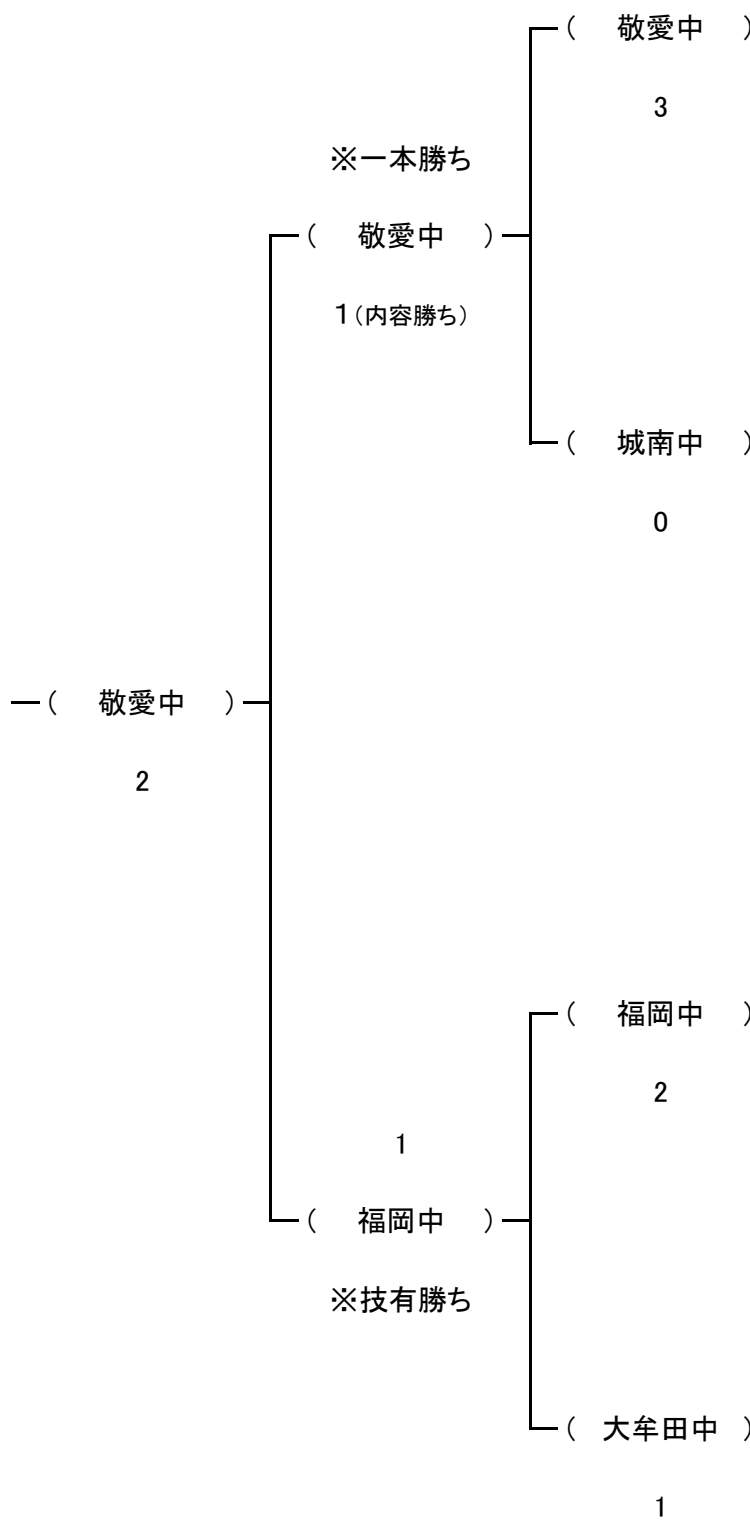 ( 敬愛中 )
3
※一本勝ち
( 敬愛中 )
1(内容勝ち)
( 城南中 )
0
( 敬愛中 )
2
( 福岡中 )
2
1
( 福岡中 )
※技有勝ち
( 大牟田中 )
1